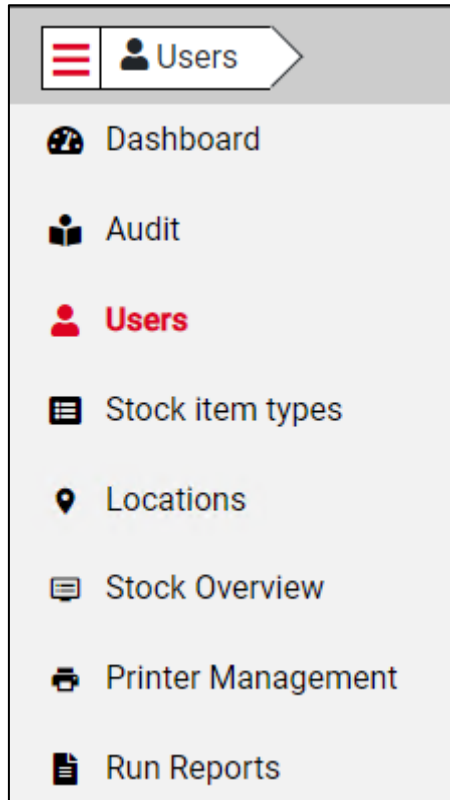 Users
Dashboard
Audit
Users
Stock item types
Locations
Stock Overview
Printer Management
Run Reports